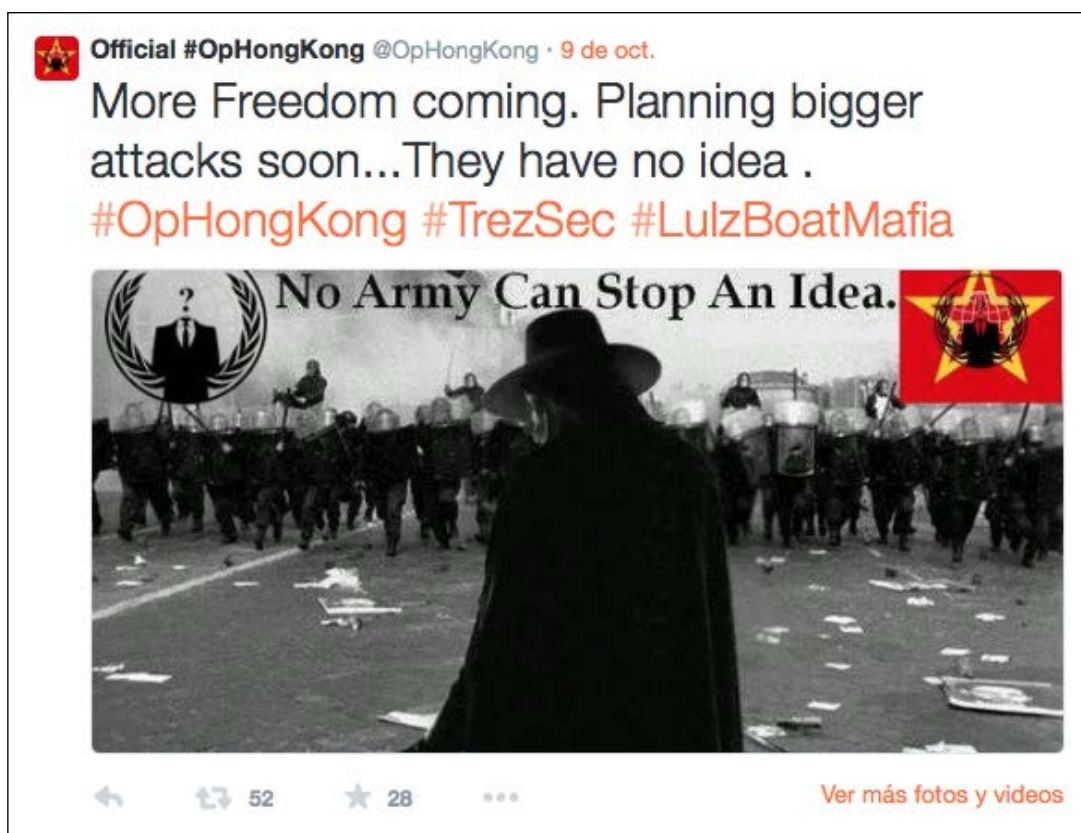 Official #OpHongKong @OpHongKong · 9 de oct.
More Freedom coming. Planning bigger
attacks soon...They have no idea .
#OpHongKong #TrezSec #LulzBoatMafia
? No Army Can Stop An Idea.
52 28 Ver más fotos y videos